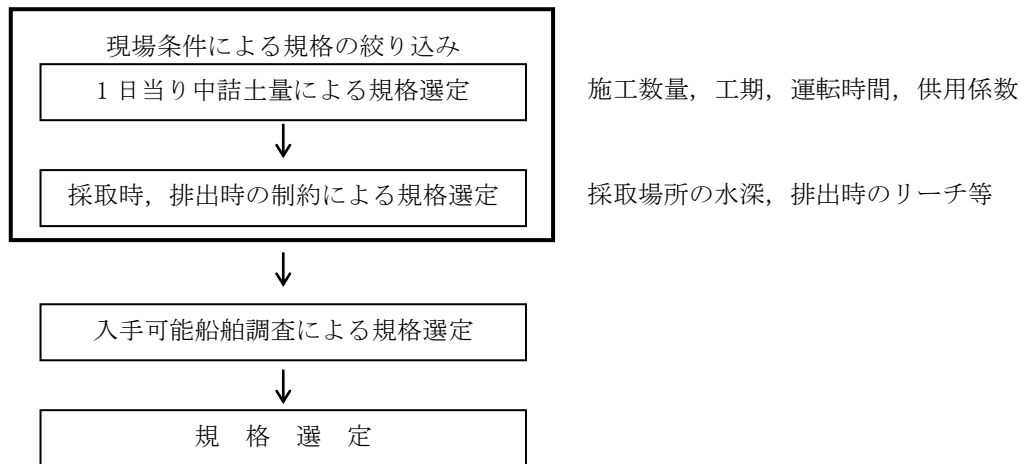 現場条件による規格の絞り込み
1日当り中詰土量による規格選定
施工数量，工期，運転時間，供用係数
採取時，排出時の制約による規格選定
採取場所の水深，排出時のリーチ等
入手可能船舶調査による規格選定
規　格　選　定